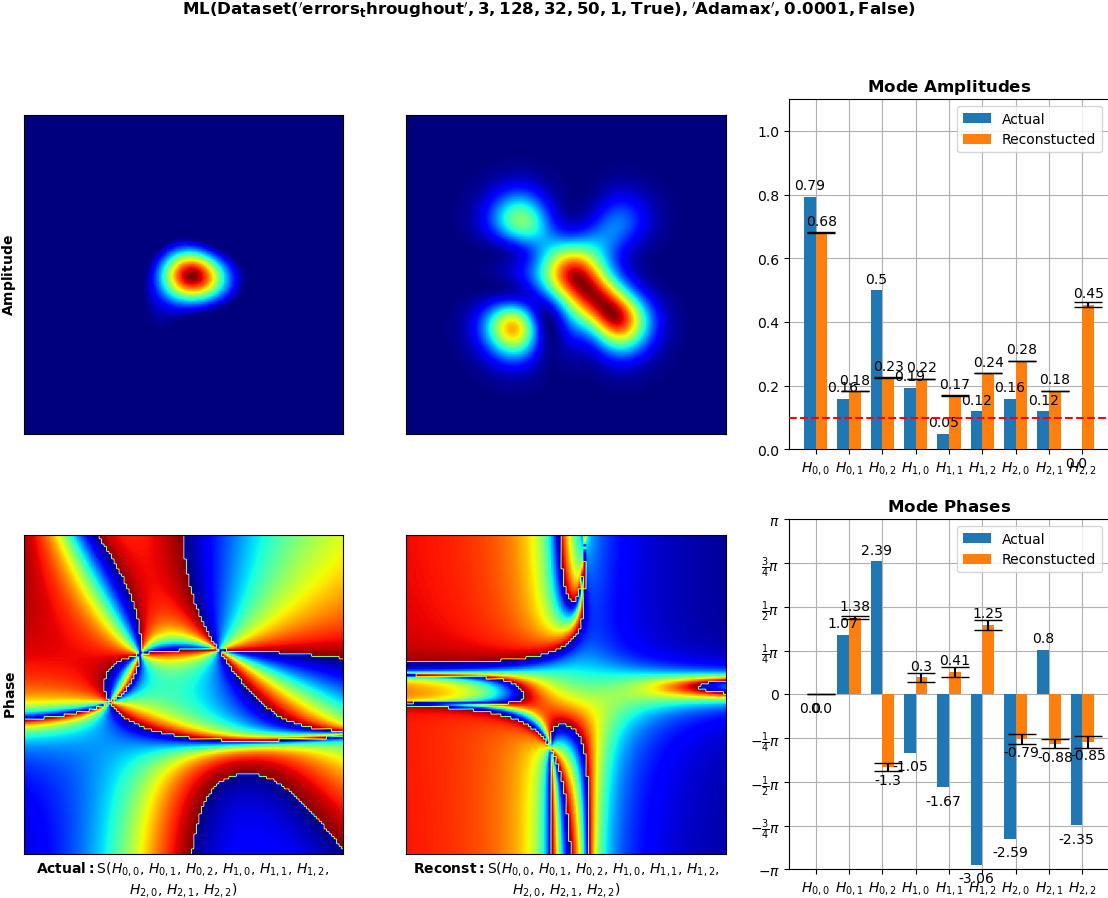 ML(Dataset('errors_throughout', 3, 128, 32, 50, 1, True), 'Adamax', 0.0001, False)
Amplitude
Mode Amplitudes
Actual
Reconstucted
1.0
0.8
0.6
0.4
0.2
0.0
0.79
0.68
0.16
0.18
0.5
0.23
0.19
0.22
0.05
0.17
0.12
0.24
0.16
0.28
0.12
0.18
0.0
0.45
H0,0 H0,1 H0,2 H1,0 H1,1 H1,2 H2,0 H2,1 H2,2
Phase
Actual: S(H0,0, H0,1, H0,2, H1,0, H1,1, H1,2,
H2,0, H2,1, H2,2)
Reconst: S(H0,0, H0,1, H0,2, H1,0, H1,1, H1,2,
H2,0, H2,1, H2,2)
Mode Phases
Actual
Reconstucted
π
3/4π
1/2π
1/4π
0
−1/4π
−1/2π
−3/4π
−π
0.0
0.0
1.07
1.38
2.39
-1.3
-1.05
0.3
-1.67
0.41
-3.06
1.25
-2.59
-0.79
0.8
-0.88
-2.35
-0.85
H0,0 H0,1 H0,2 H1,0 H1,1 H1,2 H2,0 H2,1 H2,2